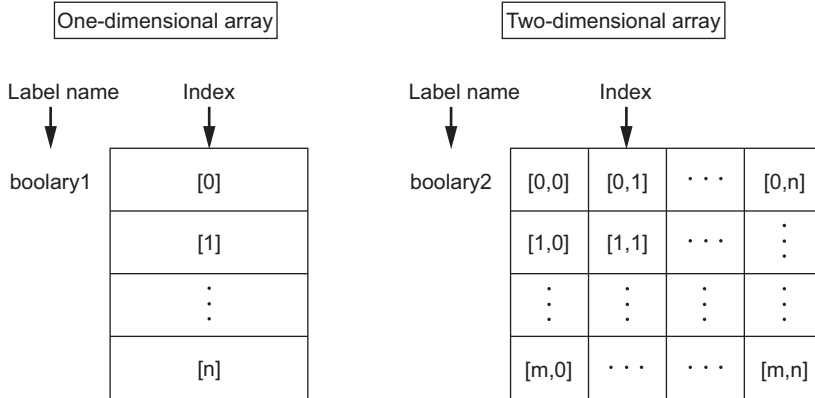 One-dimensional array
Two-dimensional array
Label name Index
Label name Index
boolary1
[0]
[1]
⋮
[n]
boolary2
[0,0] [0,1] ··· [0,n]
[1,0] [1,1] ··· ⋮
⋮ ⋮ ⋮ ⋮
[m,0] ··· ··· [m,n]